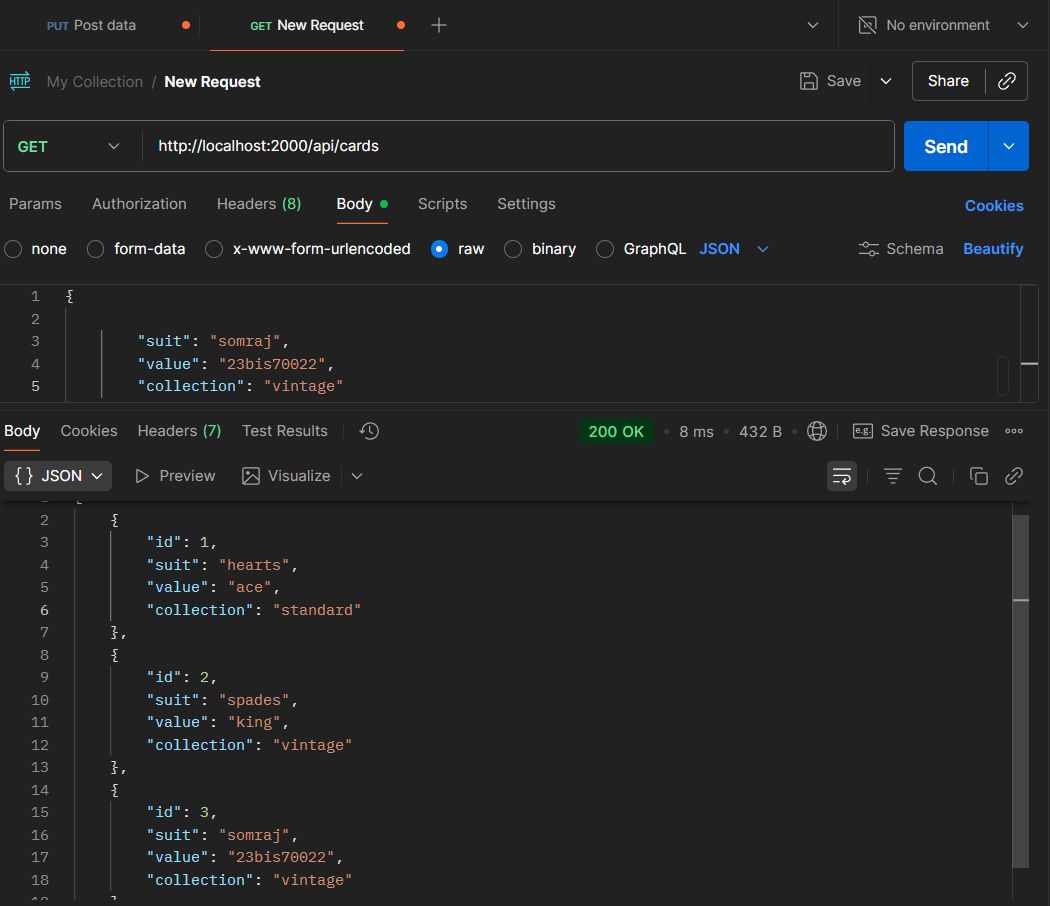 PUT Post data
GET New Request
No environment
HTTP My Collection / New Request
Save
Share
GET
http://localhost:2000/api/cards
Send
Params Authorization Headers (8) Body Scripts Settings Cookies
none form-data x-www-form-urlencoded raw binary GraphQL JSON Schema Beautify
1 {
2
3 "suit": "somraj",
4 "value": "23bis70022",
5 "collection": "vintage"
Body Cookies Headers (7) Test Results 200 OK • 8 ms • 432 B • e.g. Save Response
{} JSON Preview Visualize
2 {
3 "id": 1,
4 "suit": "hearts",
5 "value": "ace",
6 "collection": "standard"
7 },
8 {
9 "id": 2,
10 "suit": "spades",
11 "value": "king",
12 "collection": "vintage"
13 },
14 {
15 "id": 3,
16 "suit": "somraj",
17 "value": "23bis70022",
18 "collection": "vintage"